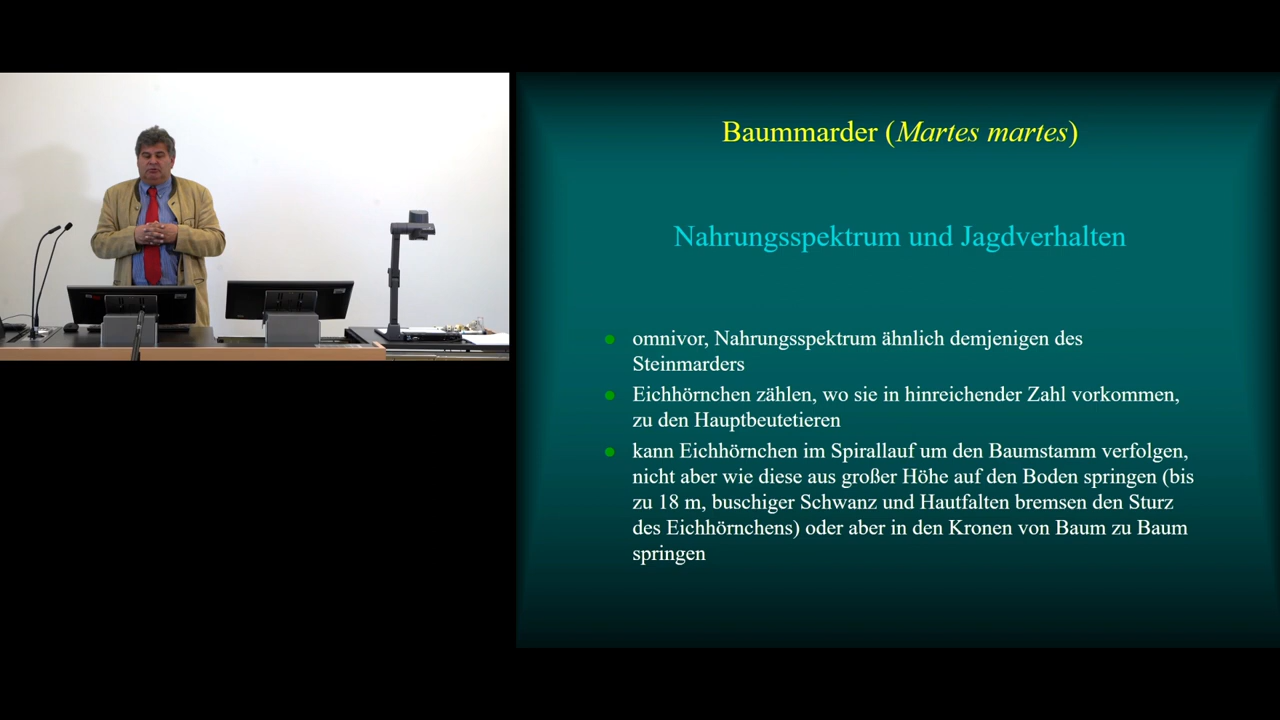 Baummarder (Martes martes)
Nahrungsspektrum und Jagdverhalten
omnivor, Nahrungsspektrum ähnlich demjenigen des
Steinmarders
Eichhörnchen zählen, wo sie in hinreichender Zahl vorkommen,
zu den Hauptbeutetieren
kann Eichhörnchen im Spirallauf um den Baumstamm verfolgen,
nicht aber wie diese aus großer Höhe auf den Boden springen (bis
zu 18 m, buschiger Schwanz und Hautfalten bremsen den Sturz
des Eichhörnchens) oder aber in den Kronen von Baum zu Baum
springen